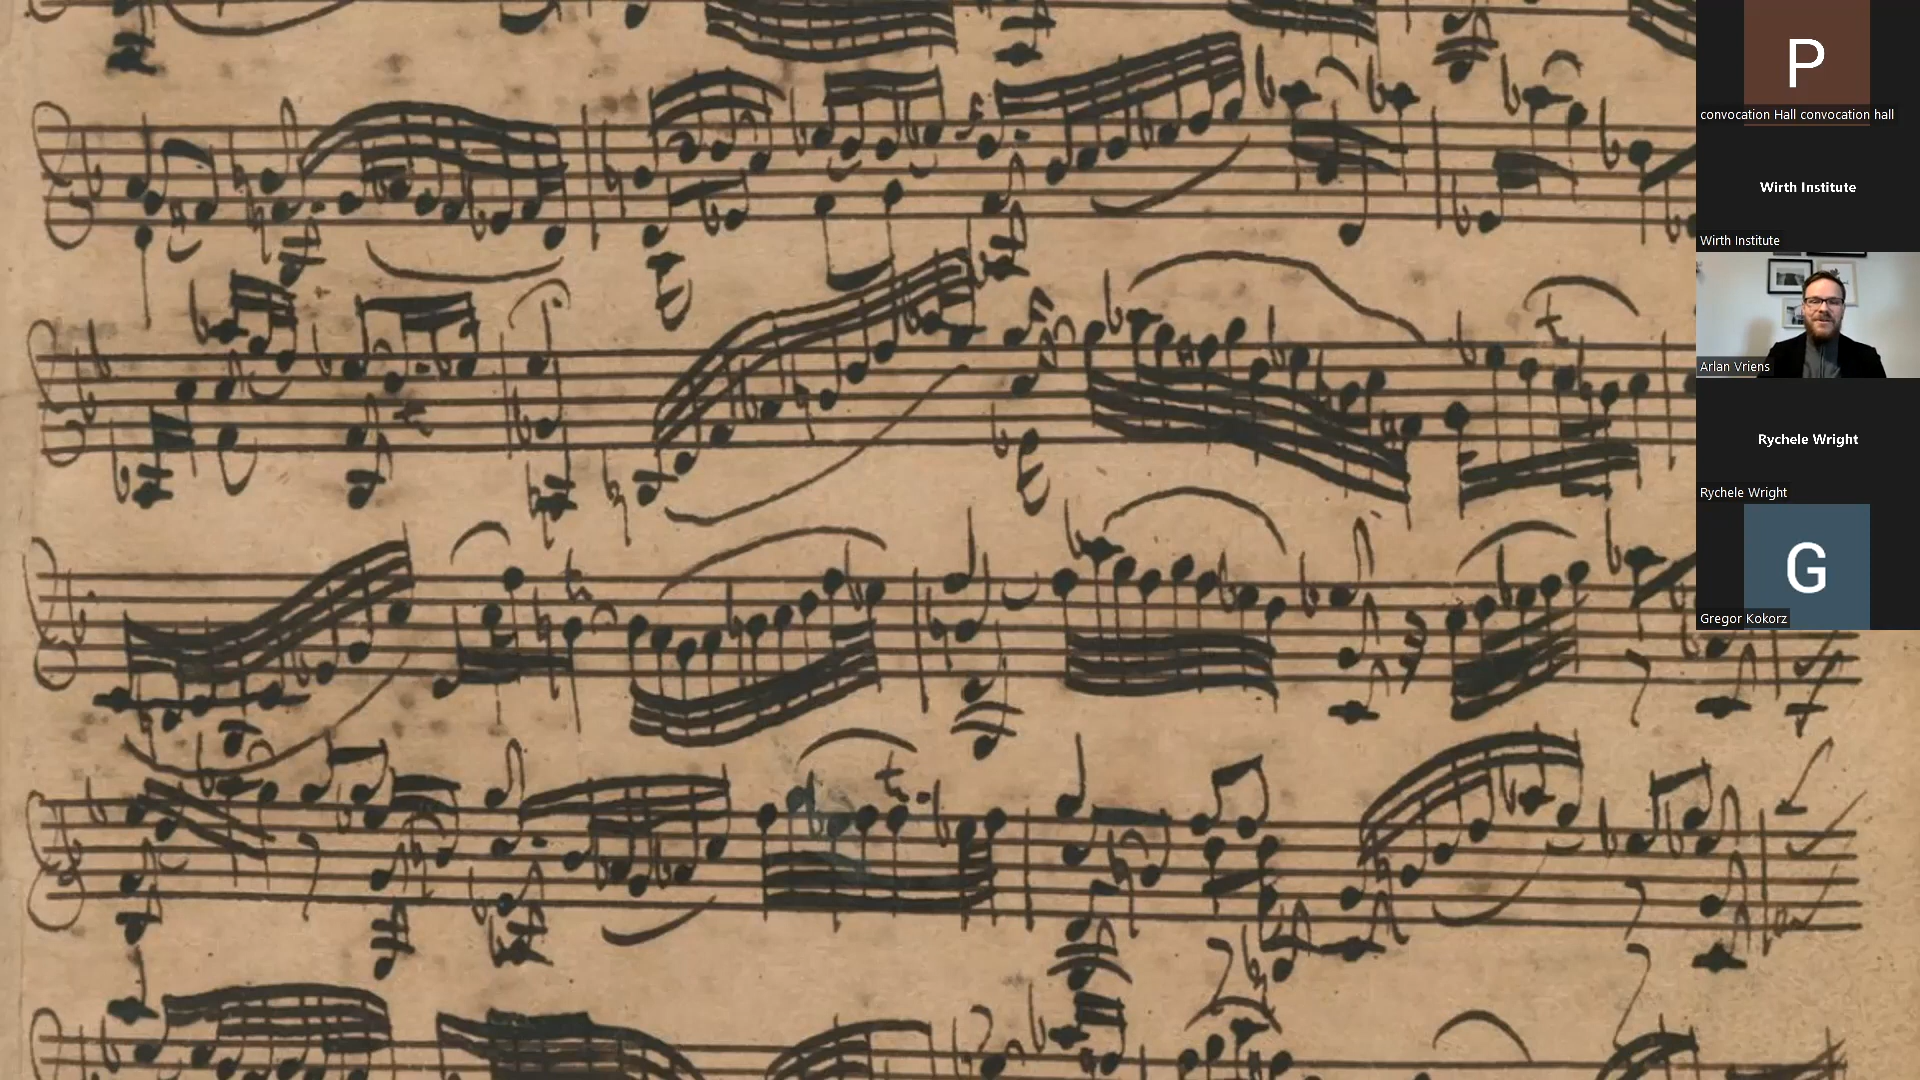 P
convocation Hall convocation hall
Wirth Institute
Wirth Institute
Arlan Vriens
Rychele Wright
Rychele Wright
G
Gregor Kokorz